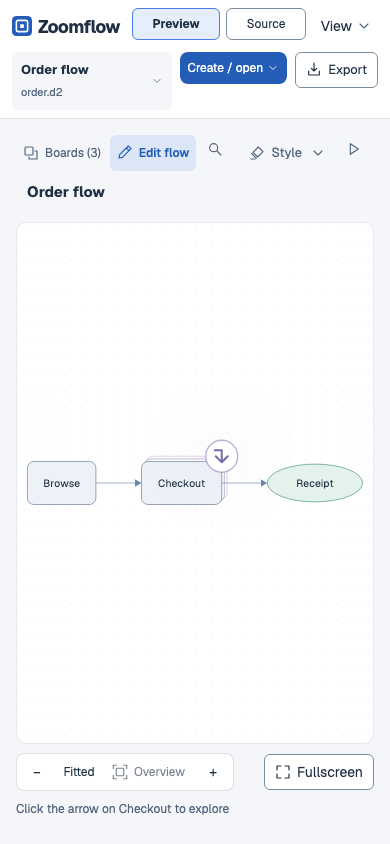 Zoomflow
Preview
Source
View
Order flow
order.d2
Create / open
Export
Boards (3)
Edit flow
Style
Order flow
Browse
Checkout
Receipt
− Fitted Overview +
Fullscreen
Click the arrow on Checkout to explore